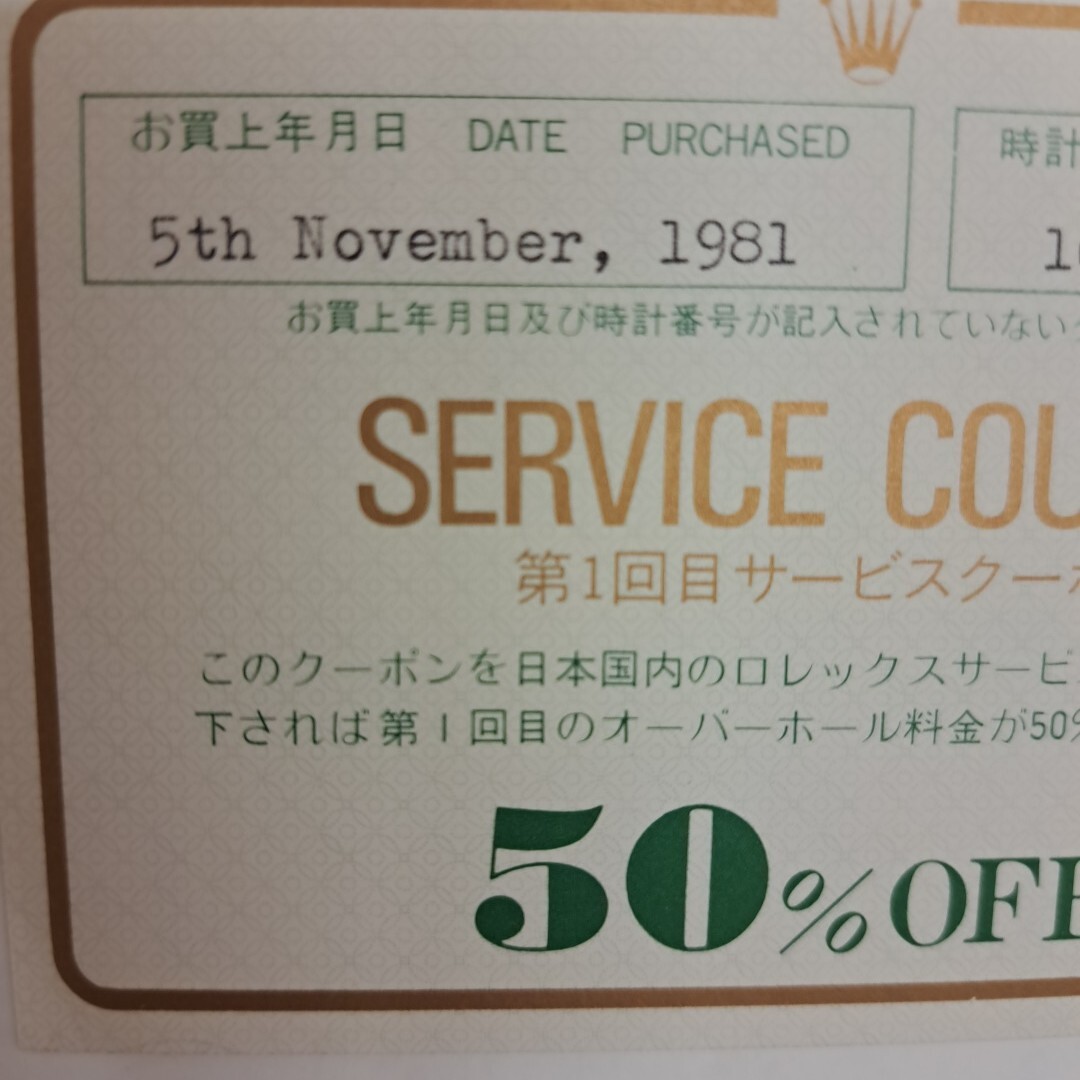 お買上年月日 DATE PURCHASED 時計
5th November, 1981
お買上年月日及び時計番号が記入されていない
SERVICE COU
第1回目サービスクー
このクーポンを日本国内のロレックスサービ
下されば第1回目のオーバーホール料金が50%
50%OFF